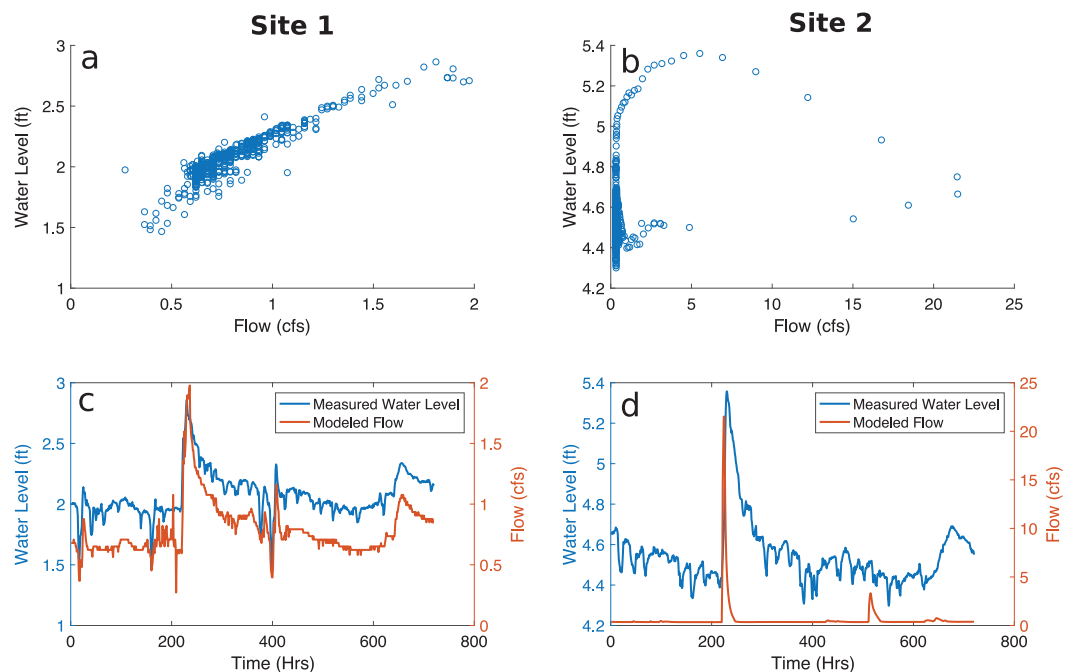 Site 1
Site 2
a
3
2.5
2
1.5
1
Water Level (ft)
0
0.5
1
1.5
2
Flow (cfs)
b
5.4
5.2
5
4.8
4.6
4.4
4.2
Water Level (ft)
0
5
10
15
20
25
Flow (cfs)
c
3
2.5
2
1.5
1
Water Level (ft)
Measured Water Level
Modeled Flow
2
1.5
1
0.5
0
Flow (cfs)
0
200
400
600
800
Time (Hrs)
d
5.4
5.2
5
4.8
4.6
4.4
4.2
Water Level (ft)
Measured Water Level
Modeled Flow
25
20
15
10
5
0
Flow (cfs)
0
200
400
600
800
Time (Hrs)